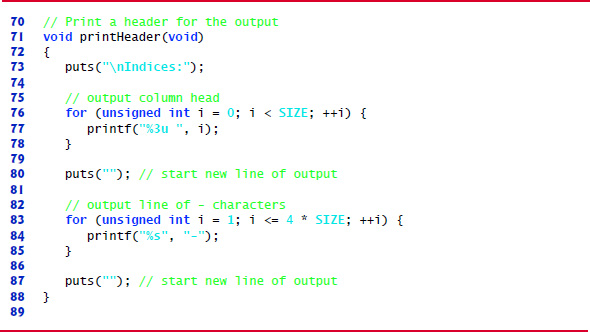 70 // Print a header for the output
71 void printHeader(void)
72 {
73 puts("\nIndices:");
74
75 // output column head
76 for (unsigned int i = 0; i < SIZE; ++i) {
77 printf("%3u ", i);
78 }
79
80 puts(""); // start new line of output
81
82 // output line of - characters
83 for (unsigned int i = 1; i <= 4 * SIZE; ++i) {
84 printf("%s", "-");
85 }
86
87 puts(""); // start new line of output
88 }
89